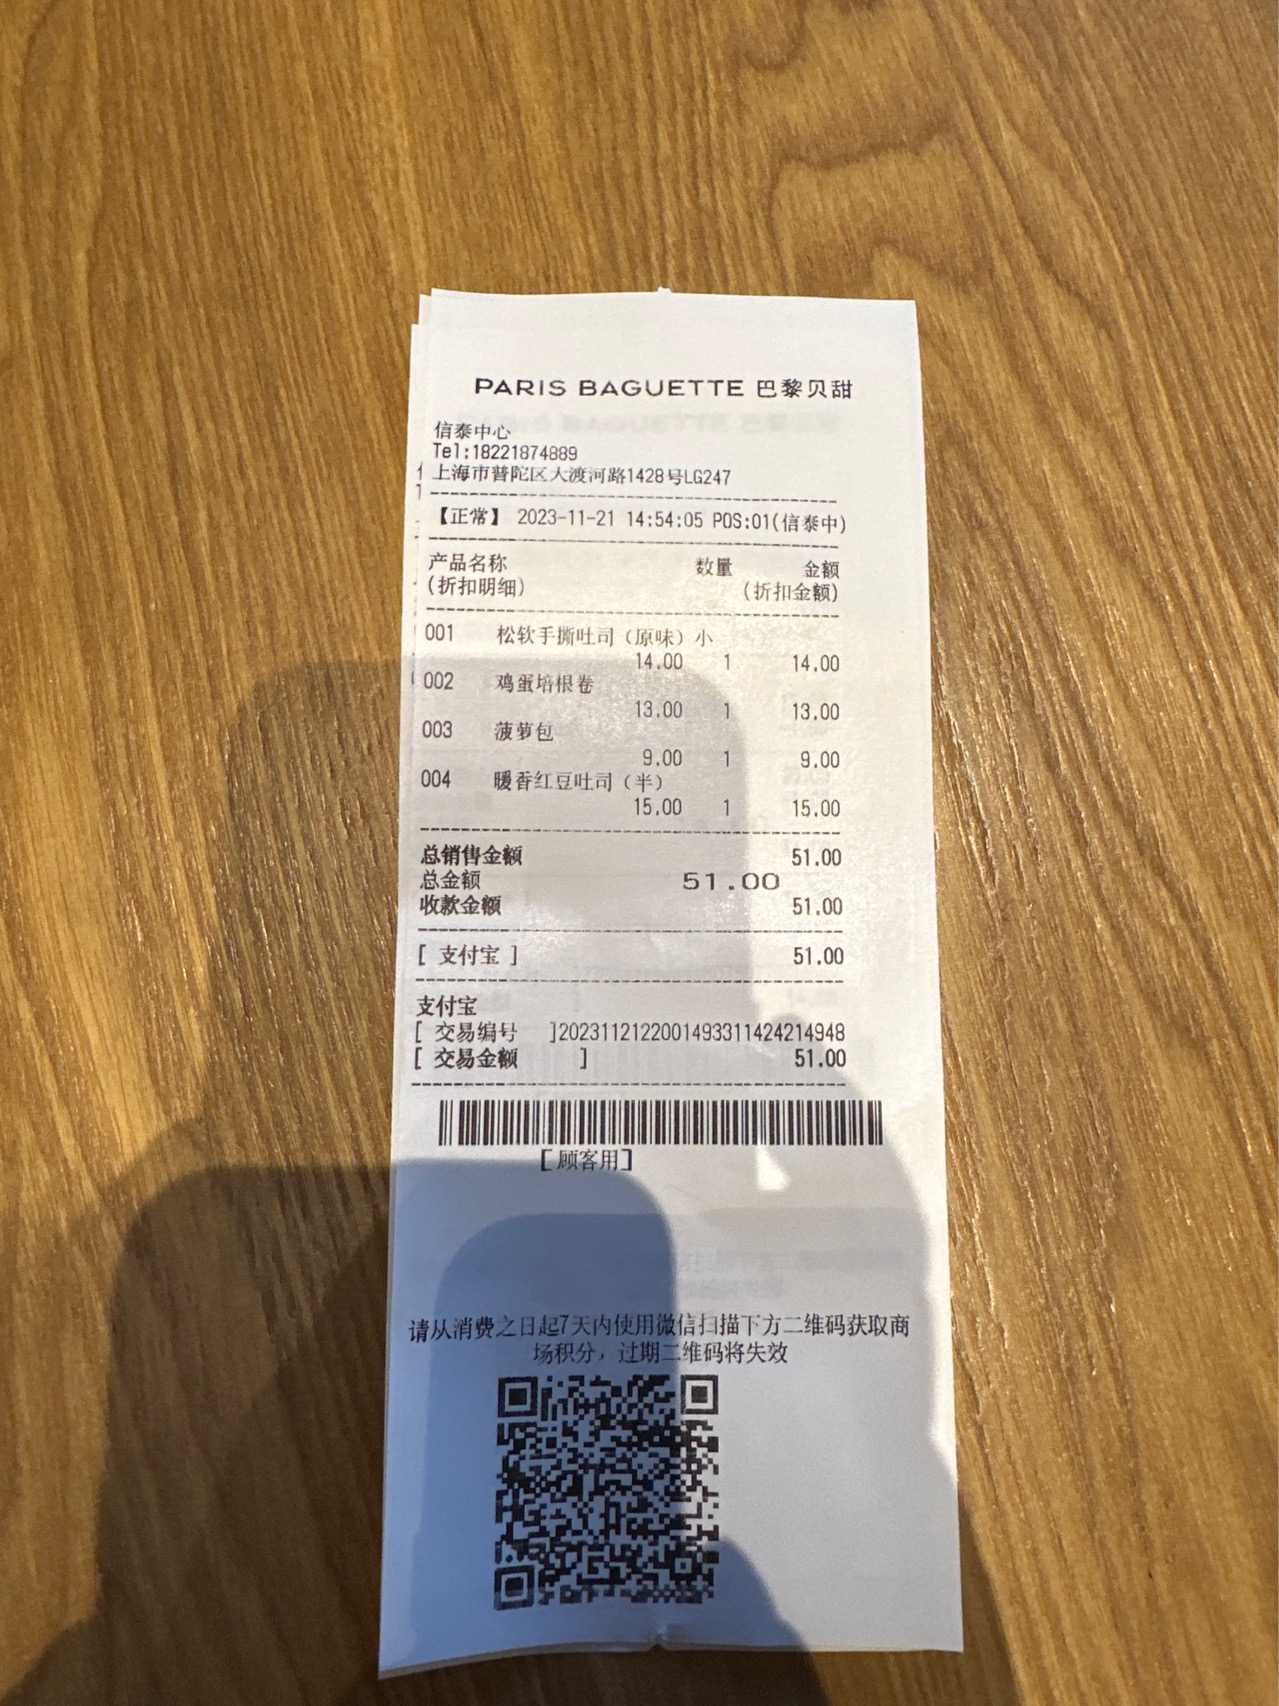 PARIS BAGUETTE 巴黎贝甜
信泰中心
Tel:18221874889
上海市普陀区大渡河路1428号LG247
【正常】 2023-11-21 14:54:05 POS:01(信泰中)
产品名称 数量 金额
(折扣明细) (折扣金额)
001 松软手撕吐司（原味）小
14.00 1 14.00
002 鸡蛋培根卷
13.00 1 13.00
003 菠萝包
9.00 1 9.00
004 暖香红豆吐司（半）
15.00 1 15.00
总销售金额 51.00
总金额 51.00
收款金额 51.00
[ 支付宝 ] 51.00
支付宝
[ 交易编号 ]2023112122001493311424214948
[ 交易金额 ] 51.00
[顾客用]
请从消费之日起7天内使用微信扫描下方二维码获取商
场积分，过期二维码将失效